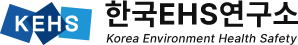 KEHS
한국EHS연구소
Korea Environment Health Safety